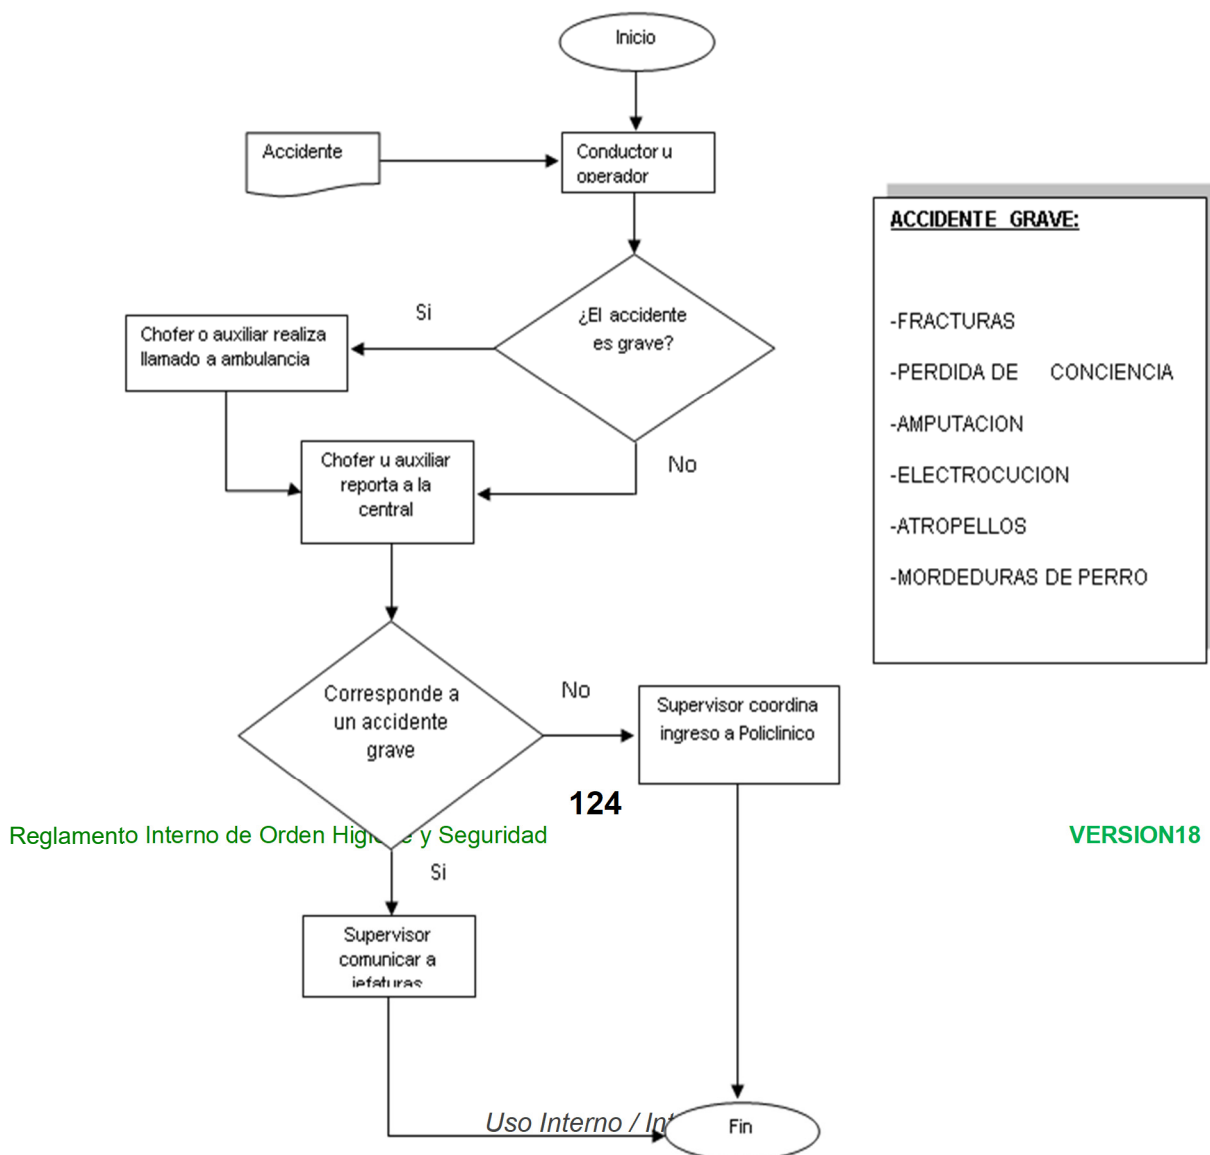 Inicio
Accidente
Conductor u
operador
ACCIDENTE GRAVE:
-FRACTURAS
-PERDIDA DE CONCIENCIA
-AMPUTACION
-ELECTROCUCION
-ATROPELLOS
-MORDEDURAS DE PERRO
¿El accidente
es grave?
Si
Chofer o auxiliar realiza
llamado a ambulancia
No
Chofer u auxiliar
reporta a la
central
Corresponde a
un accidente
grave
No
Supervisor coordina
ingreso a Policlinico
124
Reglamento Interno de Orden Higiene y Seguridad
VERSION18
Si
Supervisor
comunicar a
jefaturas
Uso Interno /
Fin